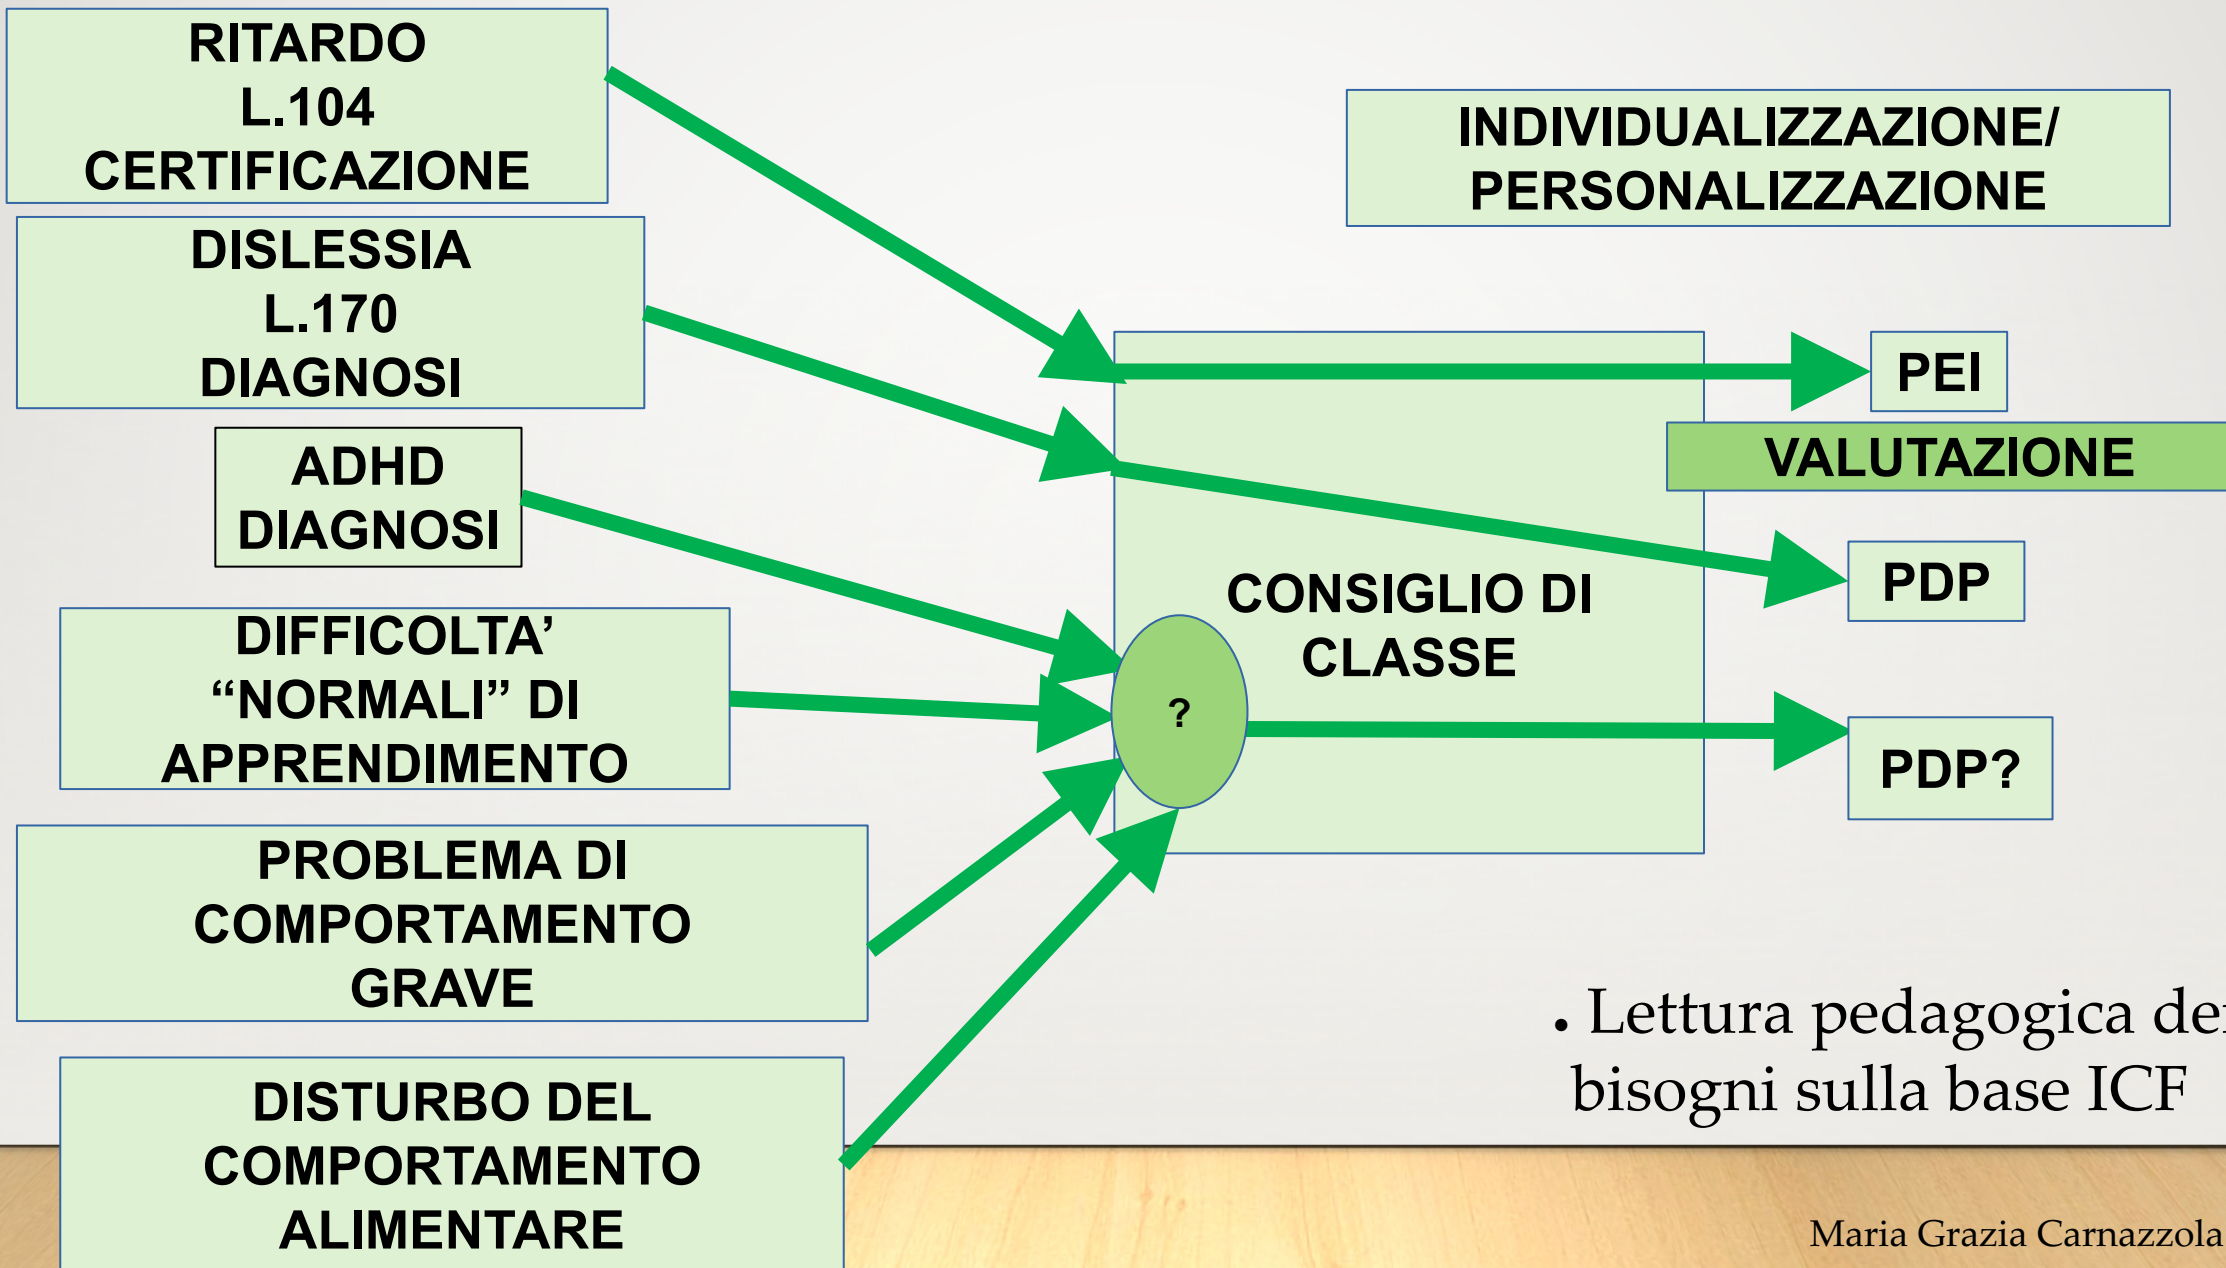 RITARDO
L.104
CERTIFICAZIONE
DISLESSIA
L.170
DIAGNOSI
ADHD
DIAGNOSI
DIFFICOLTA’
“NORMALI” DI
APPRENDIMENTO
PROBLEMA DI
COMPORTAMENTO
GRAVE
DISTURBO DEL
COMPORTAMENTO
ALIMENTARE
CONSIGLIO DI
CLASSE
?
INDIVIDUALIZZAZIONE/
PERSONALIZZAZIONE
PEI
VALUTAZIONE
PDP
PDP?
• Lettura pedagogica dei
bisogni sulla base ICF
Maria Grazia Carnazzola